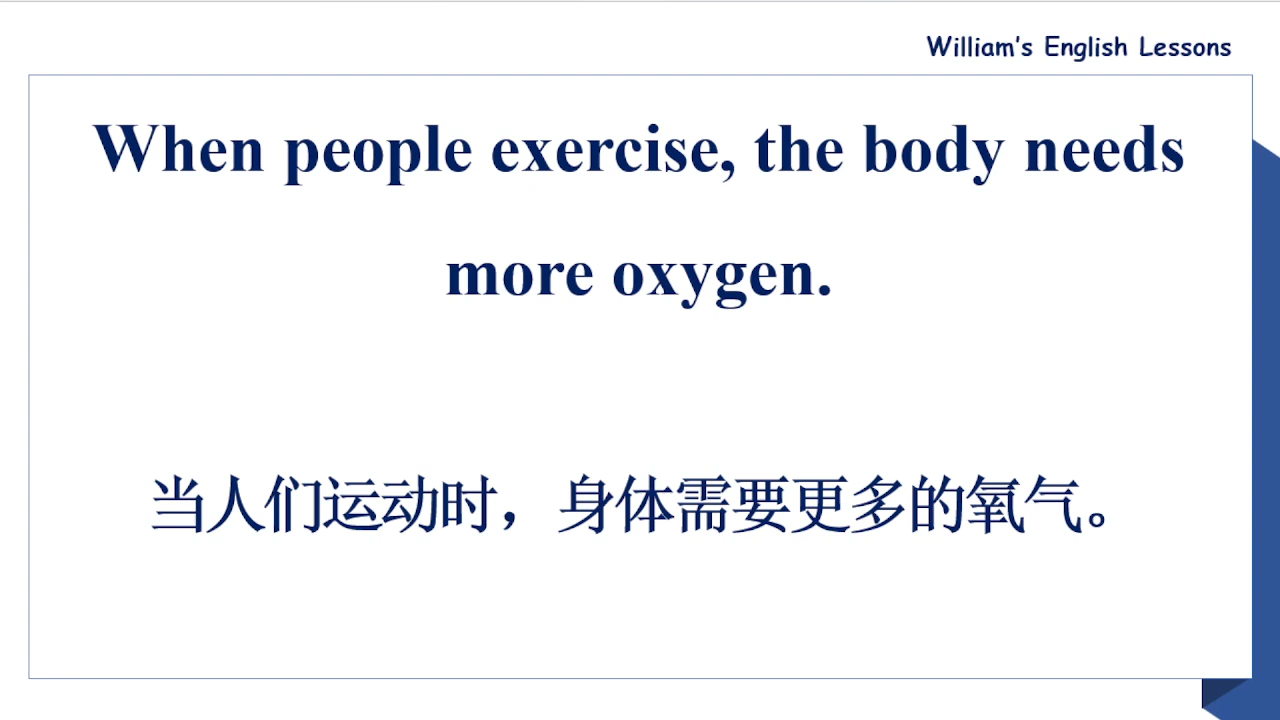 William's English Lessons
When people exercise, the body needs
more oxygen.
当人们运动时，身体需要更多的氧气。